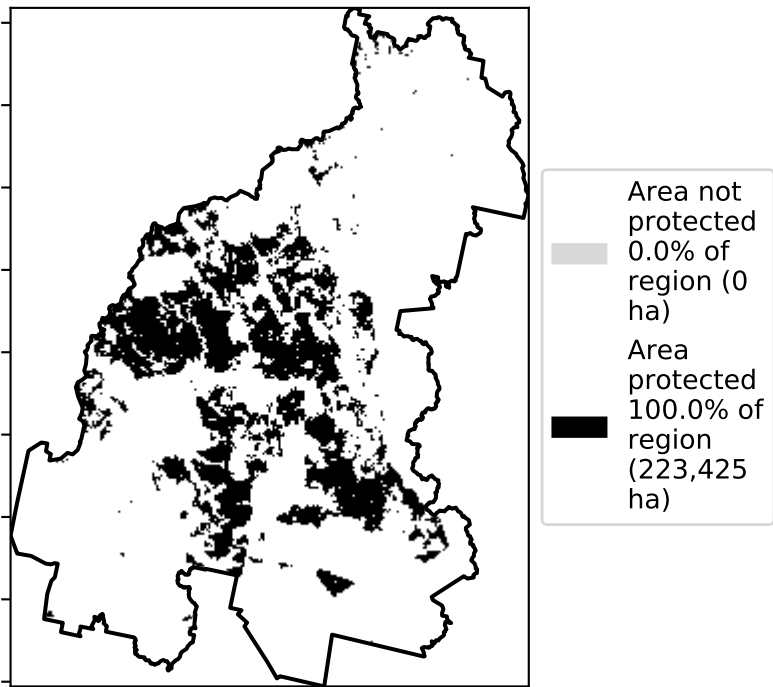 Area not
protected
0.0% of
region (0
ha)
Area
protected
100.0% of
region
(223,425
ha)